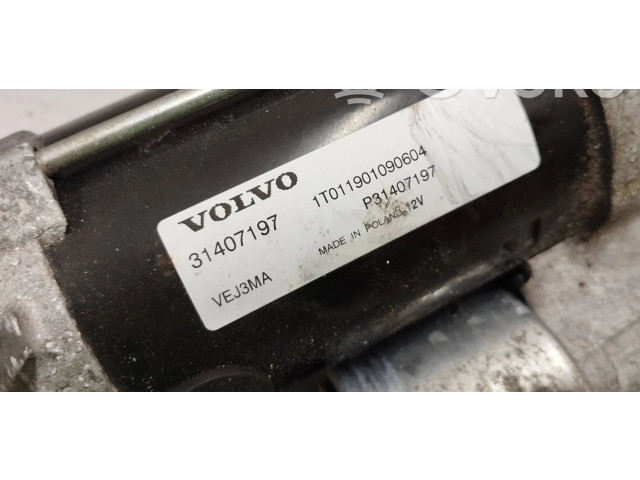 VOLVO
31407197
VEJ3MA
1T011901090604
P31407197
MADE IN POLAND 12V